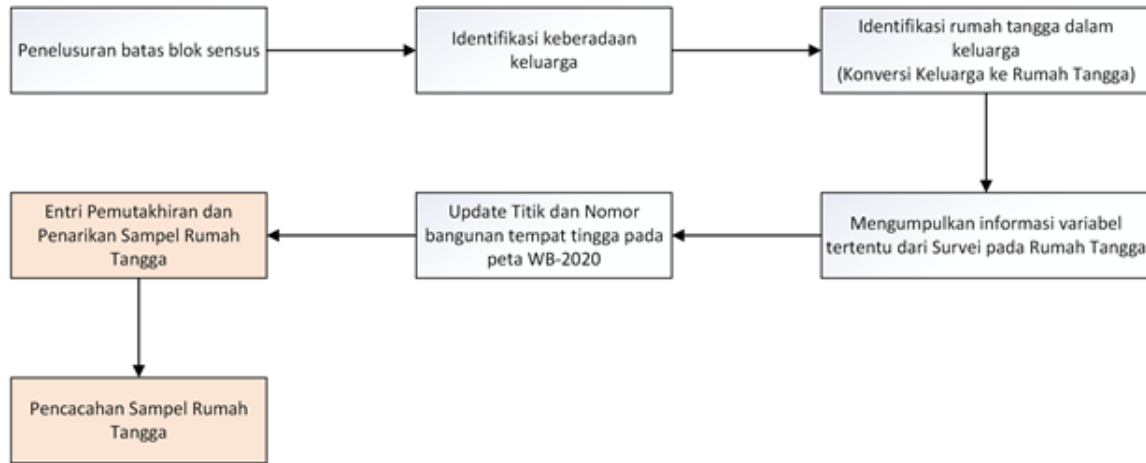 Penelusuran batas blok sensus
Identifikasi keberadaan
keluarga
Identifikasi rumah tangga dalam
keluarga
(Konversi Keluarga ke Rumah Tangga)
Mengumpulkan informasi variabel
tertentu dari Survei pada Rumah Tangga
Update Titik dan Nomor
bangunan tempat tingga pada
peta WB-2020
Entri Pemutakhiran dan
Penarikan Sampel Rumah
Tangga
Pencacahan Sampel Rumah
Tangga